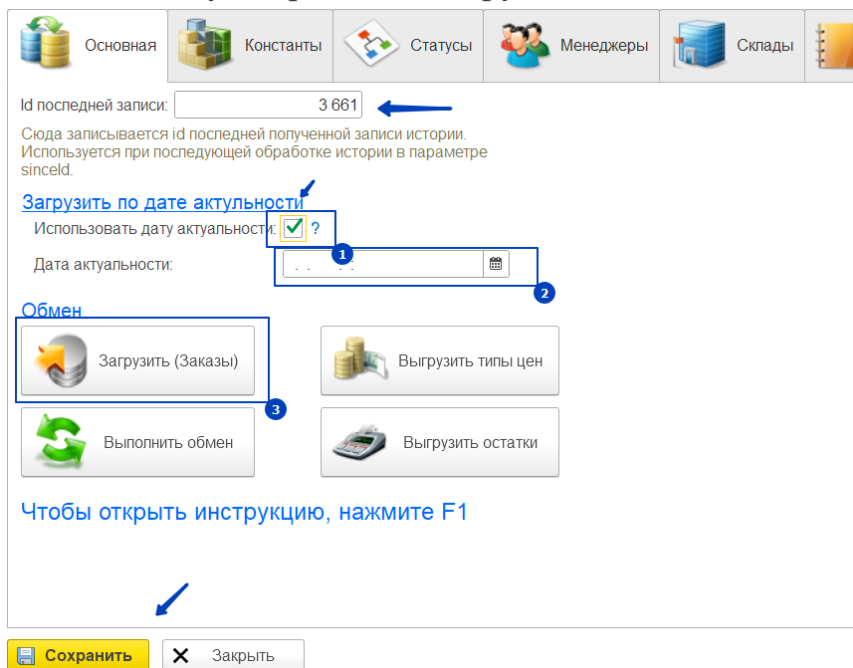 Основная
Константы
Статусы
Менеджеры
Склады
Id последней записи: 3 661
Сюда записывается id последней полученной записи истории.
Используется при последующей обработке истории в параметре
sinceId.
Загрузить по дате актульности
Использовать дату актуальности: ?
1
Дата актуальности: . . : :
2
Обмен
Загрузить (Заказы)
Выгрузить типы цен
3
Выполнить обмен
Выгрузить остатки
Чтобы открыть инструкцию, нажмите F1
Сохранить
Закрыть